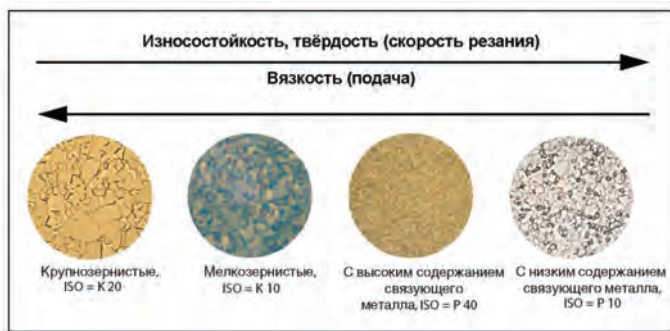 Износостойкость, твёрдость (скорость резания)
Вязкость (подача)
Крупнозернистые,
ISO = K 20
Мелкозернистые,
ISO = K 10
С высоким содержанием
связующего
металла, ISO = P 40
С низким содержанием
связующего металла,
ISO = P 10